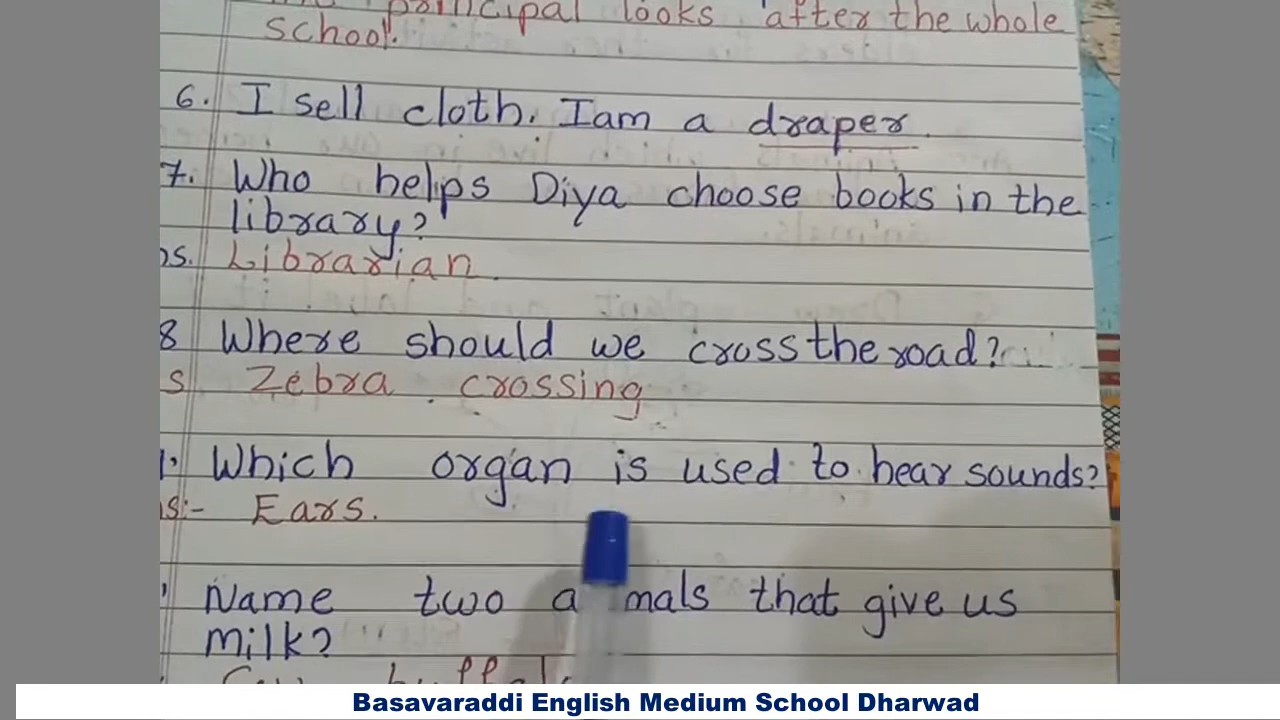 principal looks after the whole
school.
6. I sell cloth. I am a draper.
7. Who helps Diya choose books in the
library?
s. Librarian.
8 Where should we cross the road?
s Zebra crossing
Which organ is used to hear sounds?
s:- Ears.
Name two a mals that give us
milk?
Basavaraddi English Medium School Dharwad